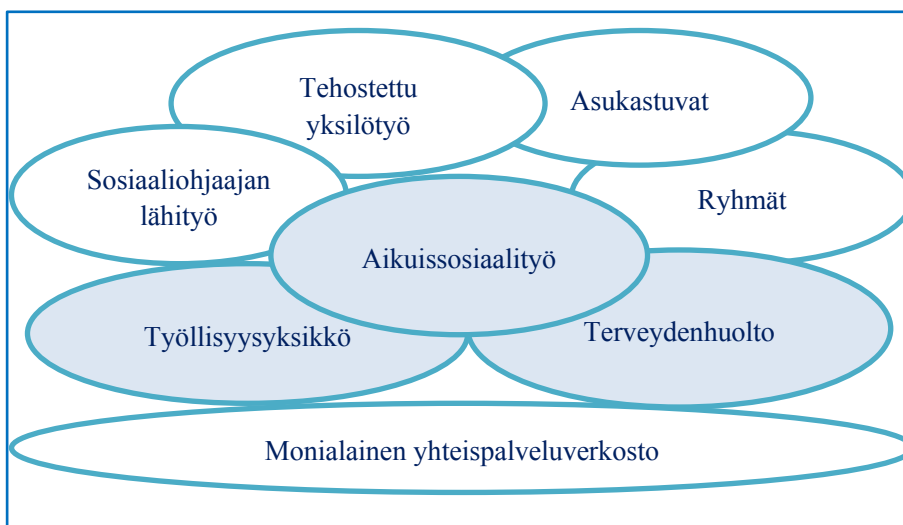 Tehostettu
yksilötyö
Asukastuvat
Sosiaaliohjaajan
lähityö
Ryhmät
Aikuissosiaalityö
Työllisyysyksikkö
Terveydenhuolto
Monialainen yhteispalveluverkosto